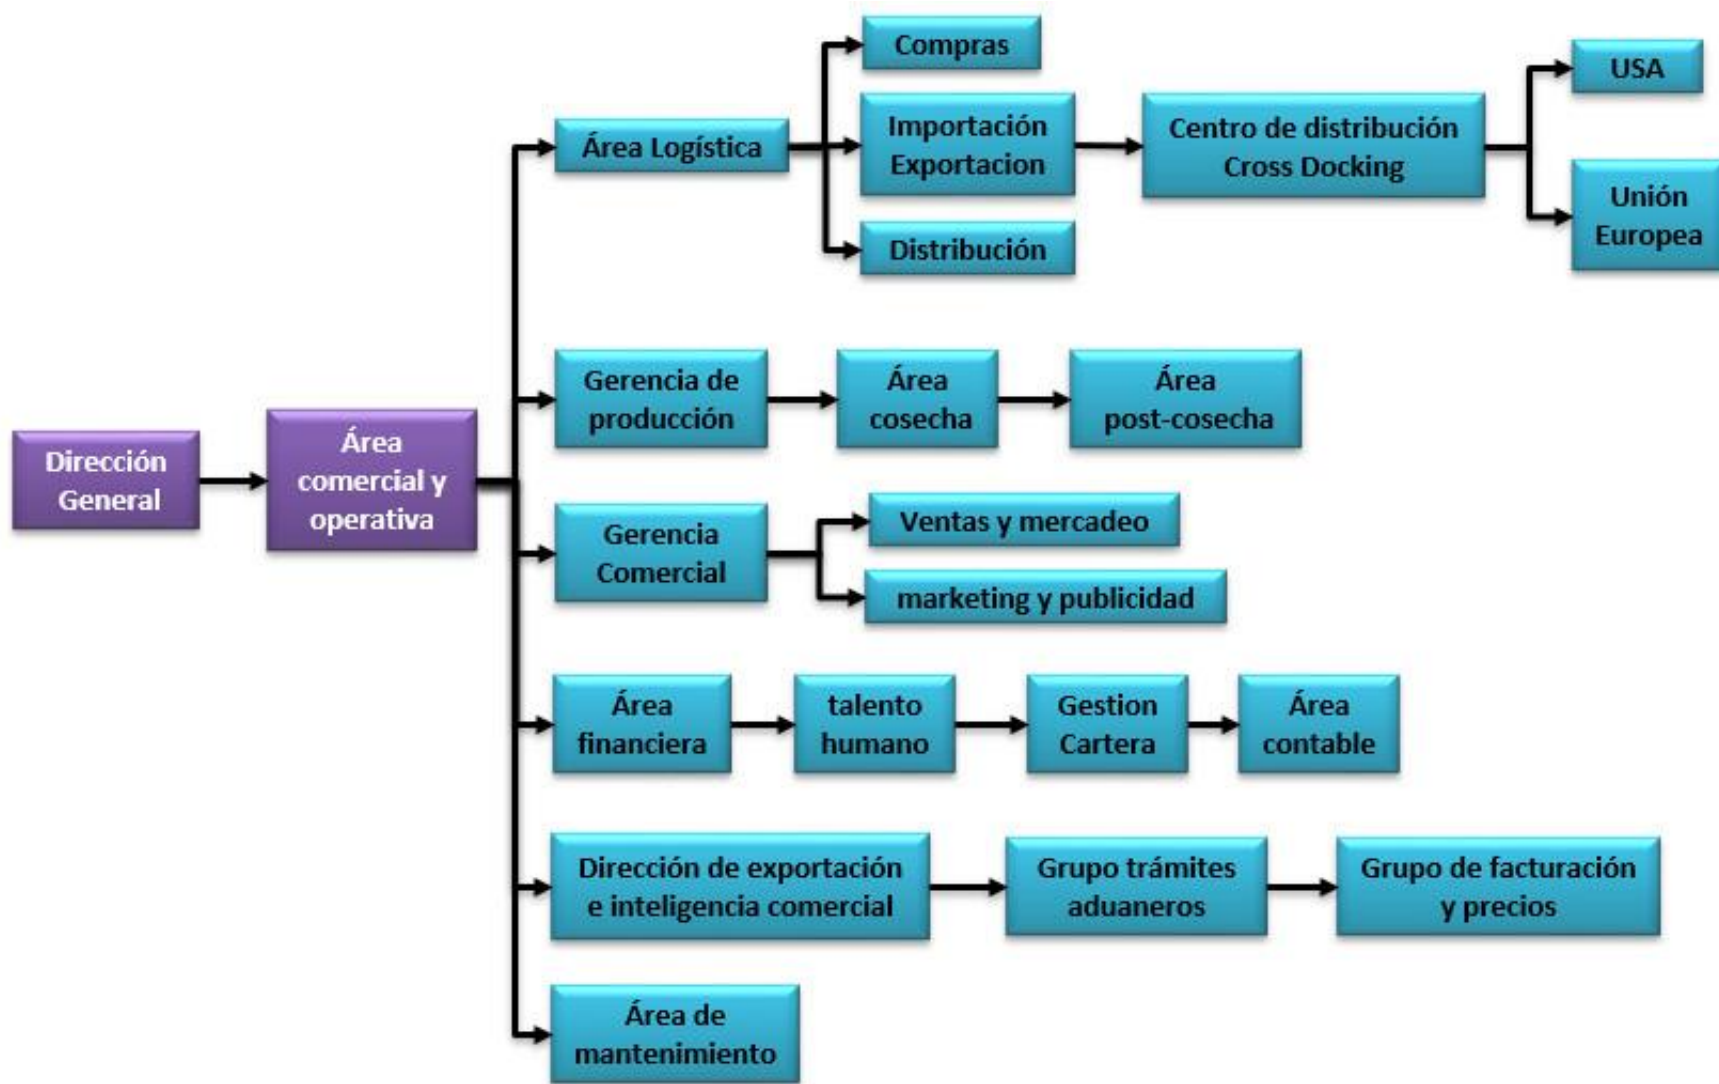 Dirección
General
Área
comercial y
operativa
Área Logística
Compras
Importación
Exportacion
Distribución
Centro de distribución
Cross Docking
USA
Unión
Europea
Gerencia de
producción
Área
cosecha
Área
post-cosecha
Gerencia
Comercial
Ventas y mercadeo
marketing y publicidad
Área
financiera
talento
humano
Gestion
Cartera
Área
contable
Dirección de exportación
e inteligencia comercial
Grupo trámites
aduaneros
Grupo de facturación
y precios
Área de
mantenimiento